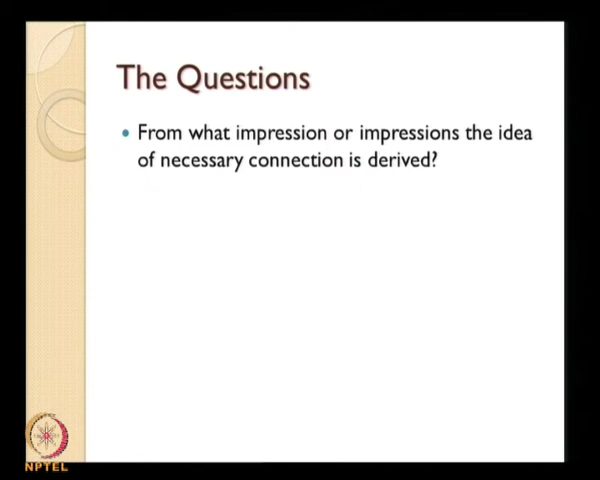 The Questions
From what impression or impressions the idea
of necessary connection is derived?
NPTEL